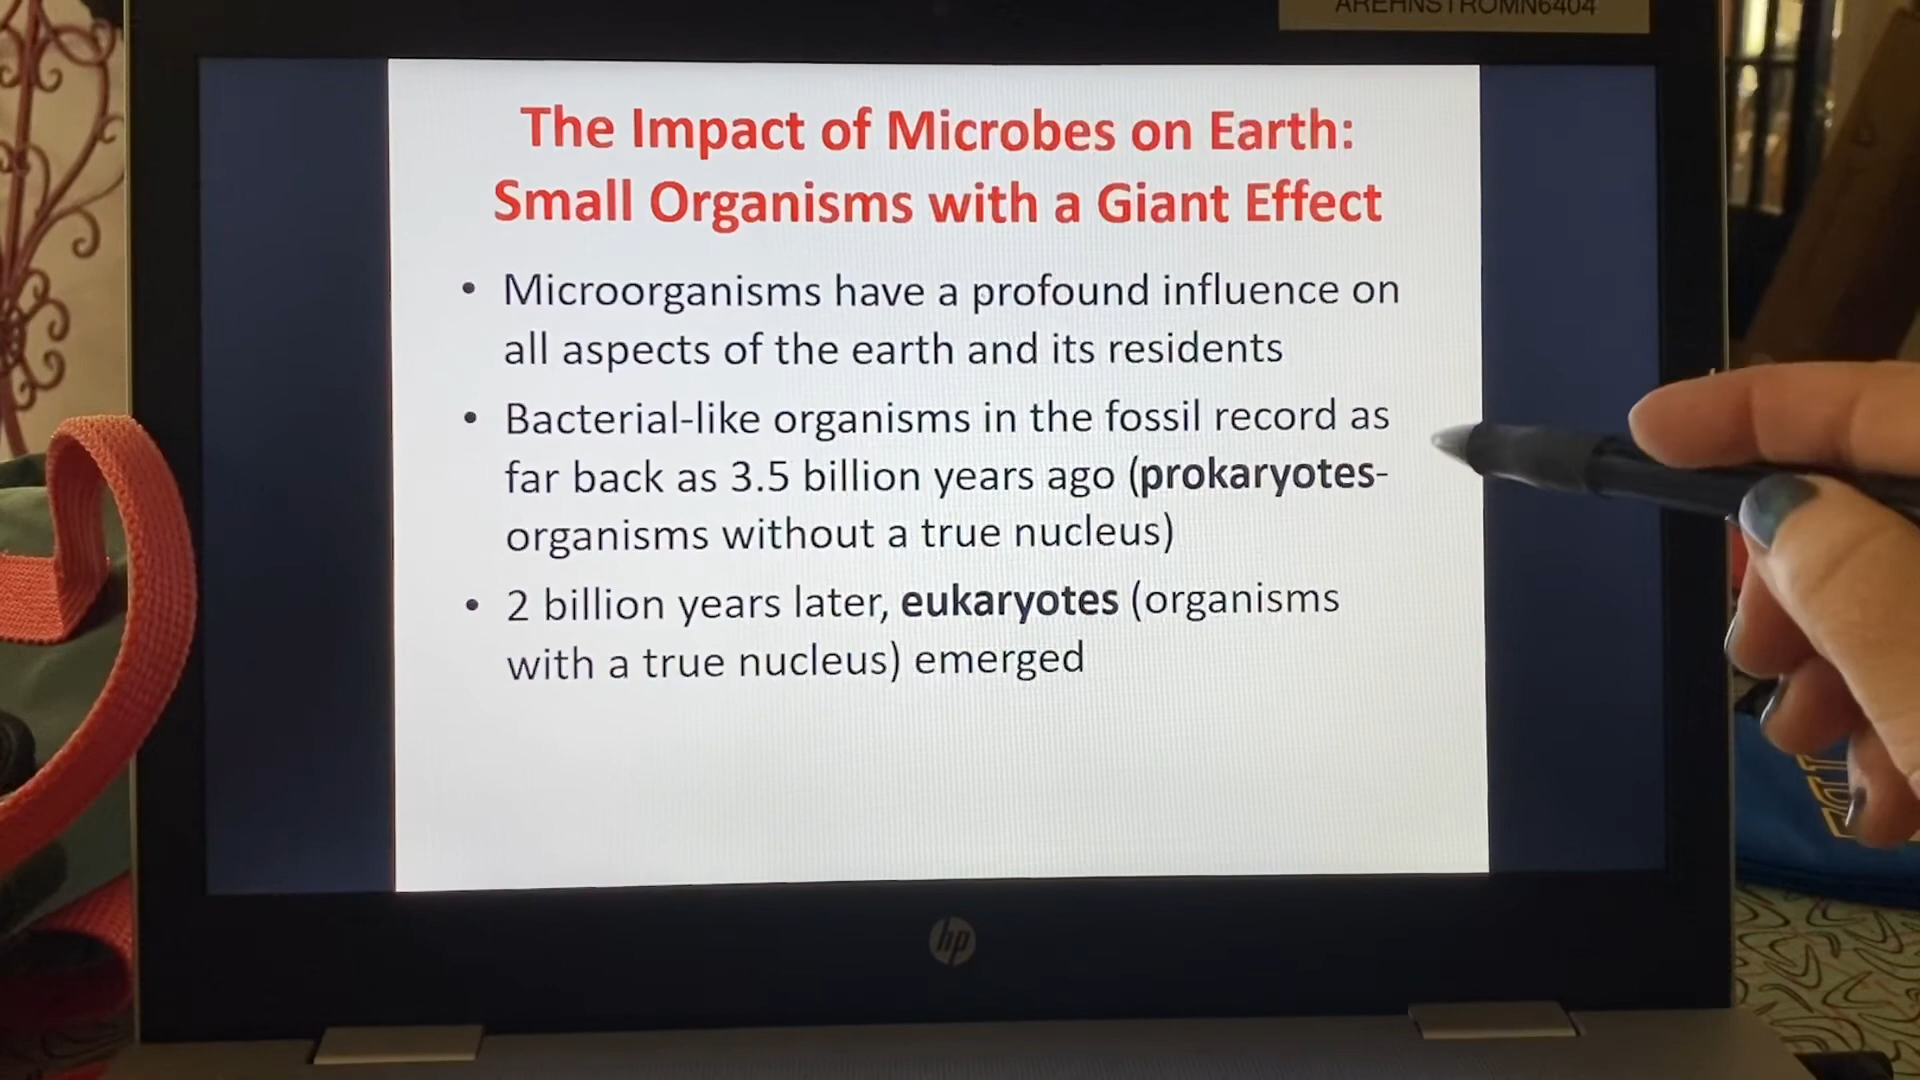 AREHNSTROMN6404
The Impact of Microbes on Earth:
Small Organisms with a Giant Effect
• Microorganisms have a profound influence on
all aspects of the earth and its residents
• Bacterial-like organisms in the fossil record as
far back as 3.5 billion years ago (prokaryotes-
organisms without a true nucleus)
• 2 billion years later, eukaryotes (organisms
with a true nucleus) emerged
hp